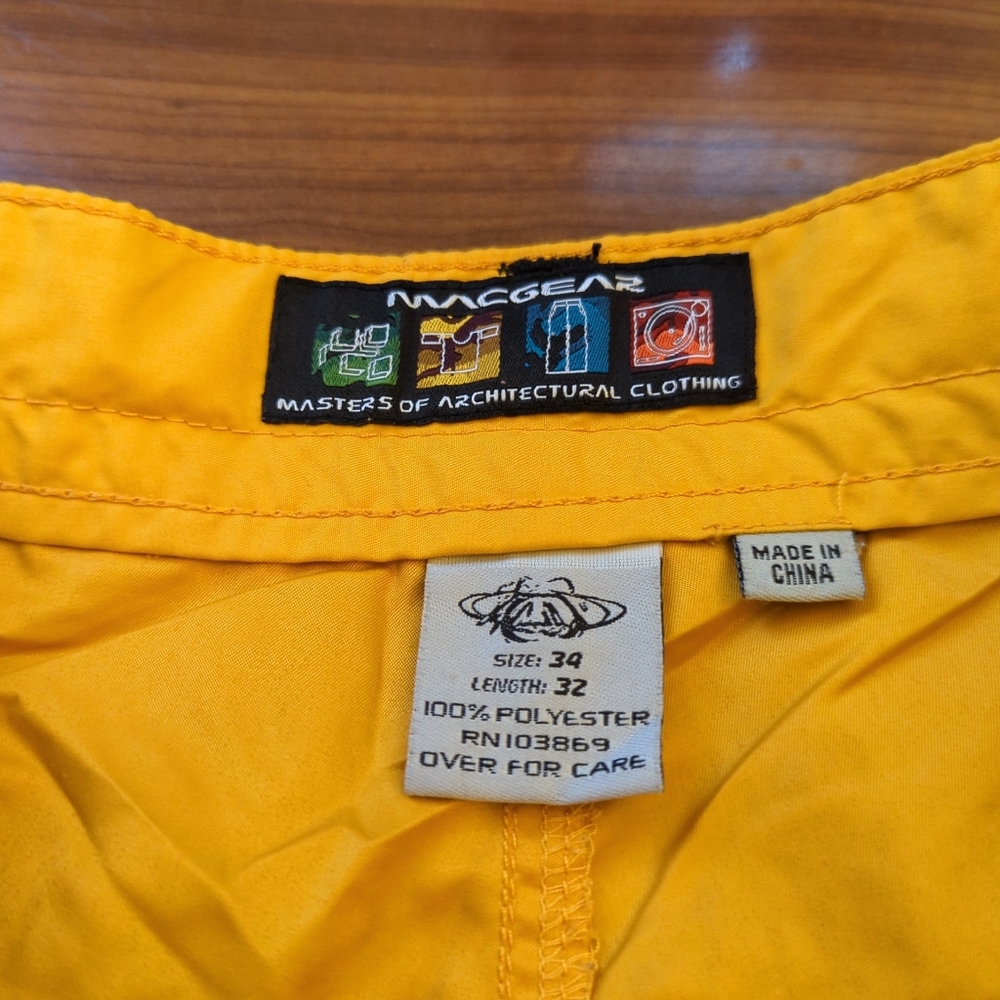 MACGEAR
MASTERS OF ARCHITECTURAL CLOTHING
MADE IN
CHINA
SIZE: 34
LENGTH: 32
100% POLYESTER
RN103869
OVER FOR CARE